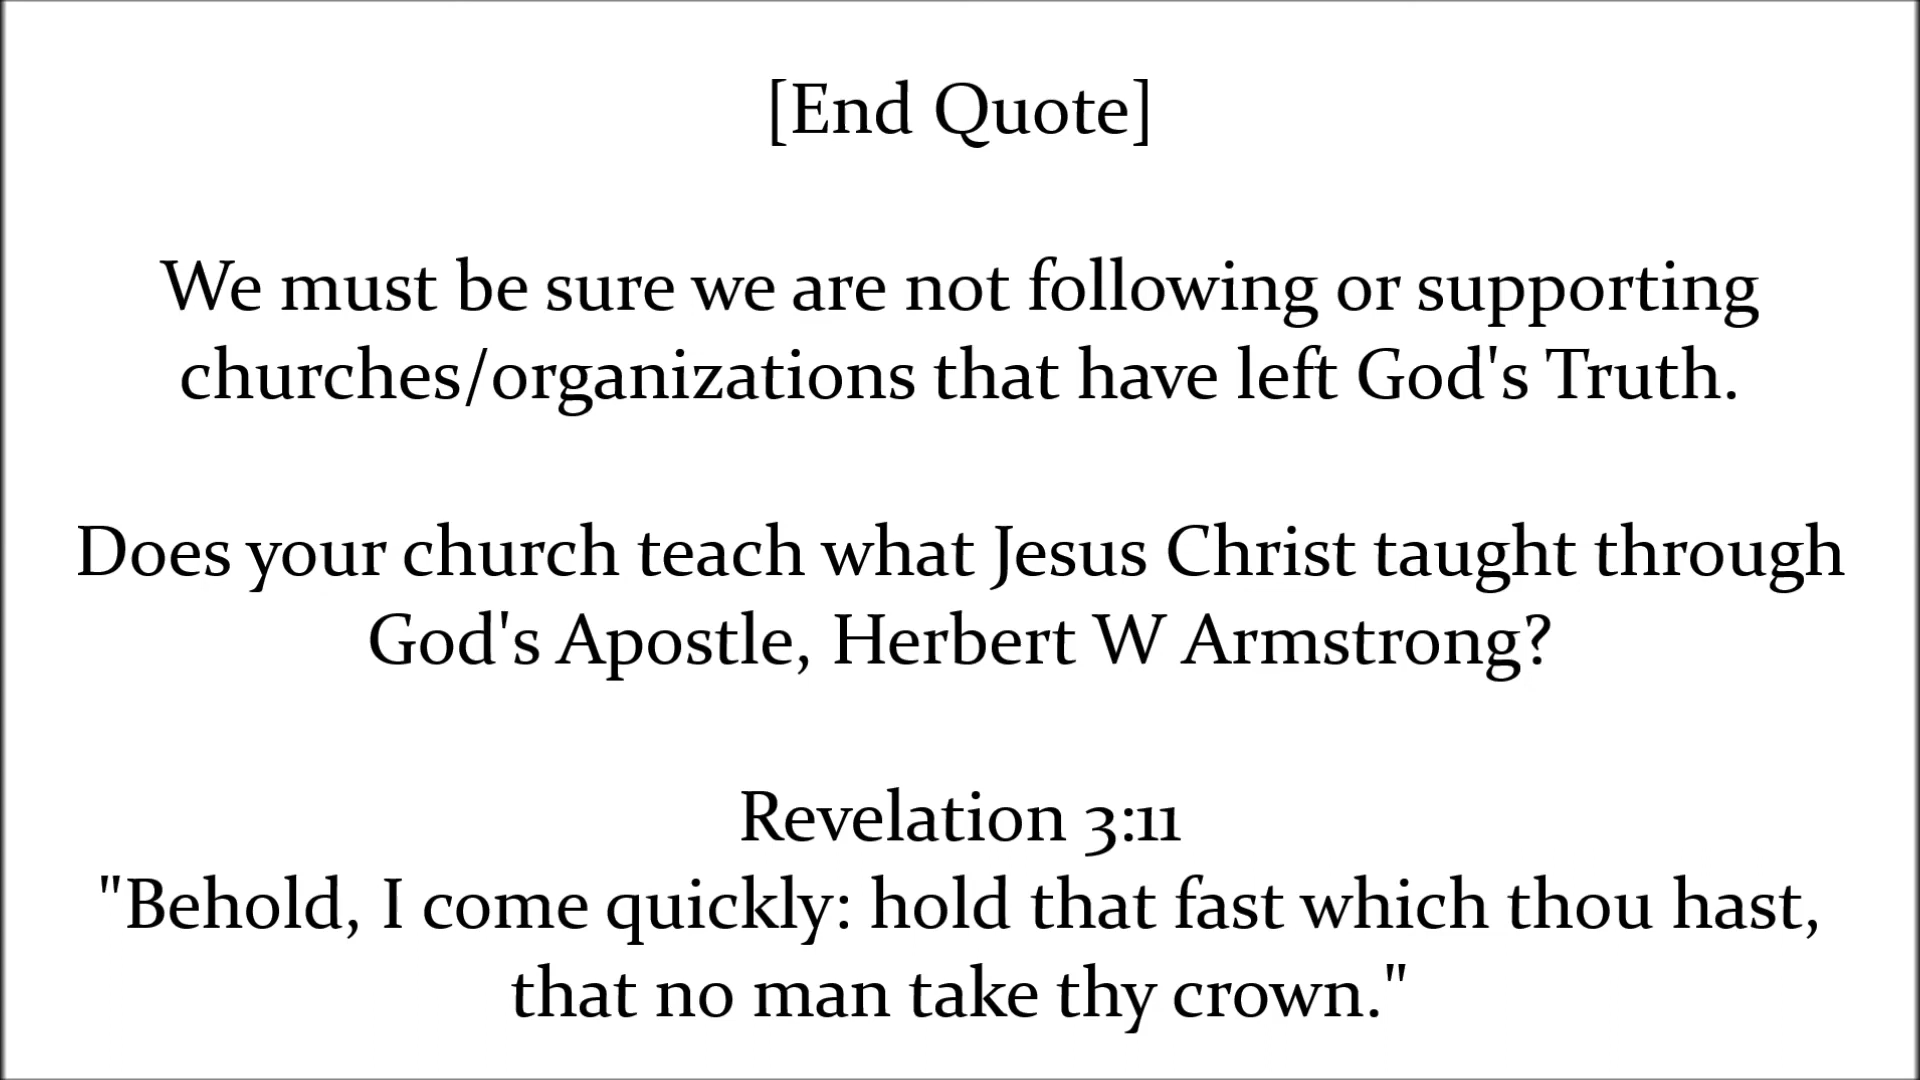 [End Quote]
We must be sure we are not following or supporting
churches/organizations that have left God's Truth.
Does your church teach what Jesus Christ taught through
God's Apostle, Herbert W Armstrong?
Revelation 3:11
"Behold, I come quickly: hold that fast which thou hast,
that no man take thy crown."